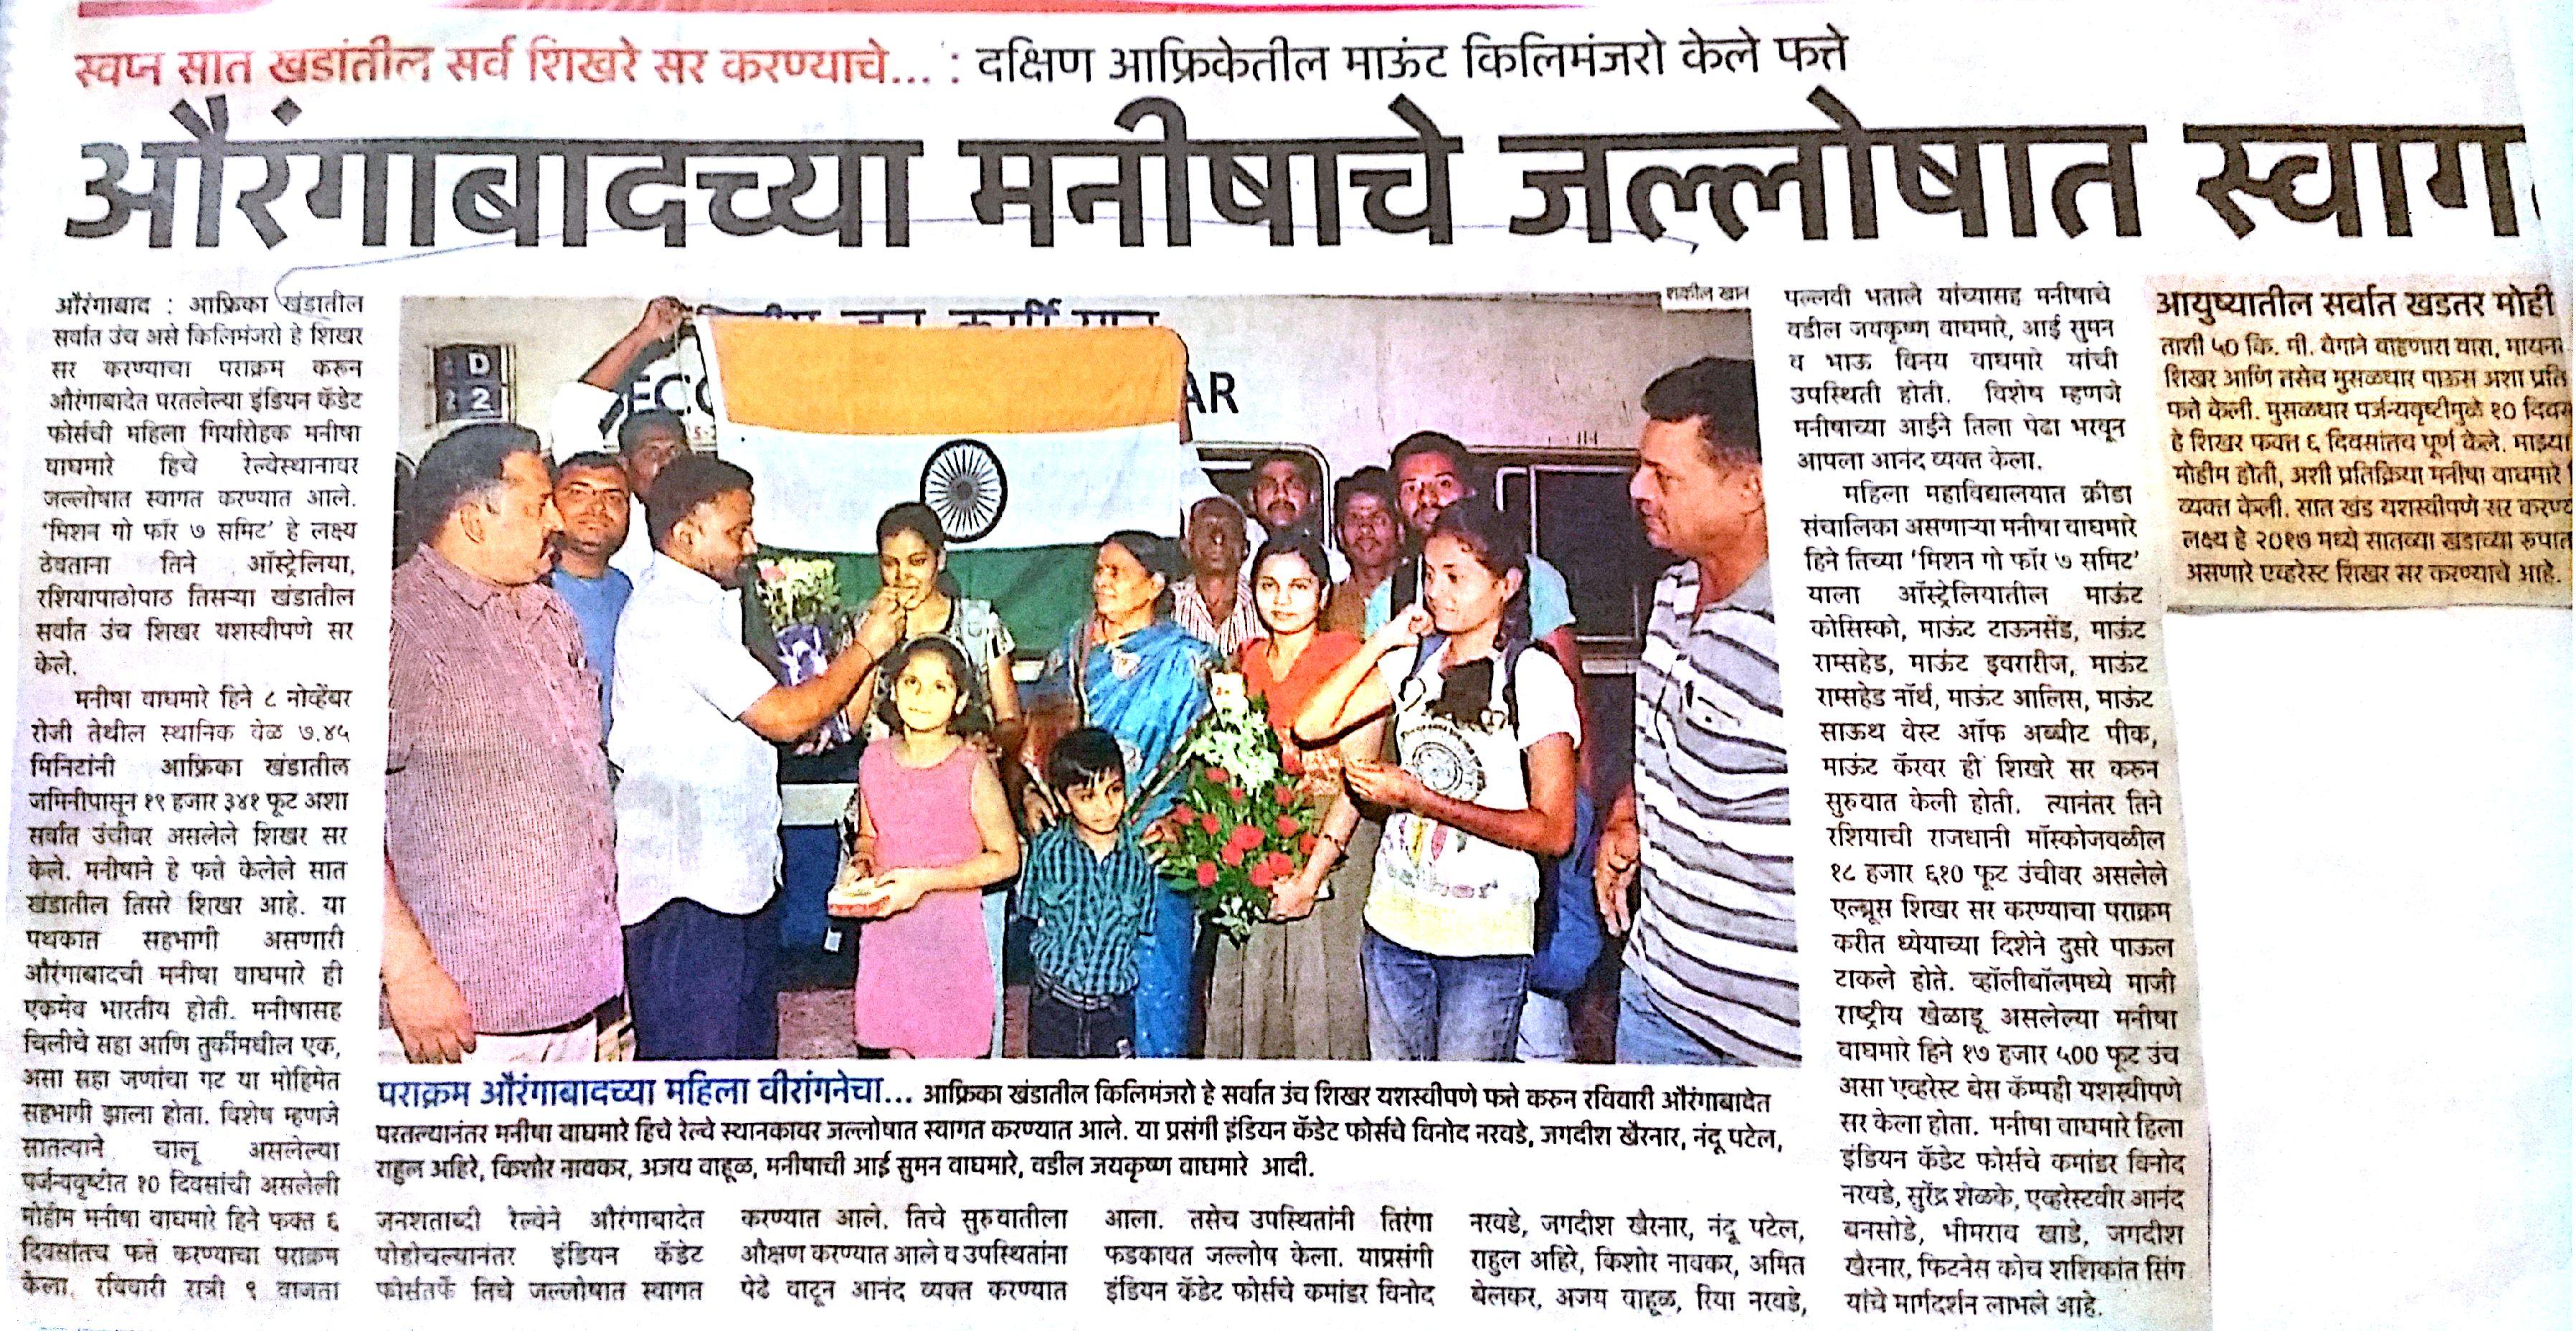 स्वप्न सात खडांतील सर्व शिखरे सर करण्याचे... : दक्षिण आफ्रिकेतील माऊंट किलिमंजरो केले फत्ते
औरंगाबादच्या मनीषाचे जल्लोषात स्वाग
औरंगाबाद : आफ्रिका खंडातील
सर्वात उंच असे किलिमंजरो हे शिखर
सर करण्याचा पराक्रम करून
औरंगाबादेत परतलेल्या इंडियन कॅडेट
फोर्सची महिला गिर्यारोहक मनीषा
वाघमारे हिचे रेल्वेस्थानावर
जल्लोषात स्वागत करण्यात आले.
'मिशन गो फॉर ७ समिट' हे लक्ष्य
ठेवताना तिने ऑस्ट्रेलिया,
रशियापाठोपाठ तिसऱ्या खंडातील
सर्वात उंच शिखर यशस्वीपणे सर
केले.
मनीषा वाघमारे हिने ८ नोव्हेंबर
रोजी तेथील स्थानिक वेळ ७.४५
मिनिटांनी आफ्रिका खंडातील
जमिनीपासून १९ हजार ३४१ फूट अशा
सर्वात उंचीवर असलेले शिखर सर
केले. मनीषाने हे फत्ते केलेले सात
खंडातील तिसरे शिखर आहे. या
पथकात सहभागी असणारी
औरंगाबादची मनीषा वाघमारे ही
एकमेव भारतीय होती. मनीषासह
चिलीचे सहा आणि तुर्कीमधील एक,
असा सहा जणांचा गट या मोहिमेत
सहभागी झाला होता. विशेष म्हणजे
सातत्याने चालू असलेल्या
पर्जन्यवृष्टीत १० दिवसांची असलेली
मोहीम मनीषा वाघमारे हिने फक्त ६
दिवसांतच फत्ते करण्याचा पराक्रम
केला. रविवारी रात्री ९ वाजता
शकील खान
D
2
ECO
AR
पराक्रम औरंगाबादच्या महिला वीरांगनेचा... आफ्रिका खंडातील किलिमंजरो हे सर्वात उंच शिखर यशस्वीपणे फत्ते करुन रविवारी औरंगाबादेत
परतल्यानंतर मनीषा वाघमारे हिचे रेल्वे स्थानकावर जल्लोषात स्वागत करण्यात आले. या प्रसंगी इंडियन कॅडेट फोर्सचे विनोद नरवडे, जगदीश खैरनार, नंदू पटेल,
राहुल अहिरे, किशोर नावकर, अजय वाहूळ, मनीषाची आई सुमन वाघमारे, वडील जयकृष्ण वाघमारे आदी.
जनशताब्दी रेल्वेने औरंगाबादेत
पोहोचल्यानंतर इंडियन कॅडेट
फोर्सतर्फे तिचे जल्लोषात स्वागत
करण्यात आले. तिचे सुरुवातीला
औक्षण करण्यात आले व उपस्थितांना
पेढे वाटून आनंद व्यक्त करण्यात
आला. तसेच उपस्थितांनी तिरंगा
फडकावत जल्लोष केला. याप्रसंगी
इंडियन कॅडेट फोर्सचे कमांडर विनोद
नरवडे, जगदीश खैरनार, नंदू पटेल,
राहुल अहिरे, किशोर नावकर, अमित
बेलकर, अजय वाहूळ, रिया नरवडे,
पल्लवी भताले यांच्यासह मनीषाचे
वडील जयकृष्ण वाघमारे, आई सुमन
व भाऊ विनय वाघमारे यांची
उपस्थिती होती. विशेष म्हणजे
मनीषाच्या आईने तिला पेढा भरवून
आपला आनंद व्यक्त केला.
महिला महाविद्यालयात क्रीडा
संचालिका असणाऱ्या मनीषा वाघमारे
हिने तिच्या 'मिशन गो फॉर ७ समिट'
याला ऑस्ट्रेलियातील माऊंट
कोसिस्को, माऊंट टाऊनसेंड, माऊंट
राम्सहेड, माऊंट इवरारीज, माऊंट
राम्सहेड नॉर्थ, माऊंट आलिस, माऊंट
साऊथ वेस्ट ऑफ अब्बीट पीक,
माऊंट कॅरवर ही शिखरे सर करून
सुरुवात केली होती. त्यानंतर तिने
रशियाची राजधानी मॉस्कोजवळील
१८ हजार ६१० फूट उंचीवर असलेले
एल्ब्रूस शिखर सर करण्याचा पराक्रम
करीत ध्येयाच्या दिशेने दुसरे पाऊल
टाकले होते. व्हॉलीबॉलमध्ये माजी
राष्ट्रीय खेळाडू असलेल्या मनीषा
वाघमारे हिने १७ हजार ५०० फूट उंच
असा एव्हरेस्ट बेस कॅम्पही यशस्वीपणे
सर केला होता. मनीषा वाघमारे हिला
इंडियन कॅडेट फोर्सचे कमांडर विनोद
नरवडे, सुरेंद्र शेळके, एव्हरेस्टवीर आनंद
बनसोडे, भीमराव खाडे, जगदीश
खैरनार, फिटनेस कोच शशिकांत सिंग
यांचे मार्गदर्शन लाभले आहे.
आयुष्यातील सर्वात खडतर मोही
ताशी ५० कि. मी. वेगाने वाहणारा वारा, मायन
शिखर आणि तसेच मुसळधार पाऊस अशा प्रति
फत्ते केली. मुसळधार पर्जन्यवृष्टीमुळे १० दिवस
हे शिखर फक्त ६ दिवसांतच पूर्ण केले. माझ्या
मोहीम होती, अशी प्रतिक्रिया मनीषा वाघमारे
व्यक्त केली. सात खंड यशस्वीपणे सर करण्य
लक्ष्य हे २०१७ मध्ये सातव्या खंडाच्या रूपात
असणारे एव्हरेस्ट शिखर सर करण्याचे आहे.